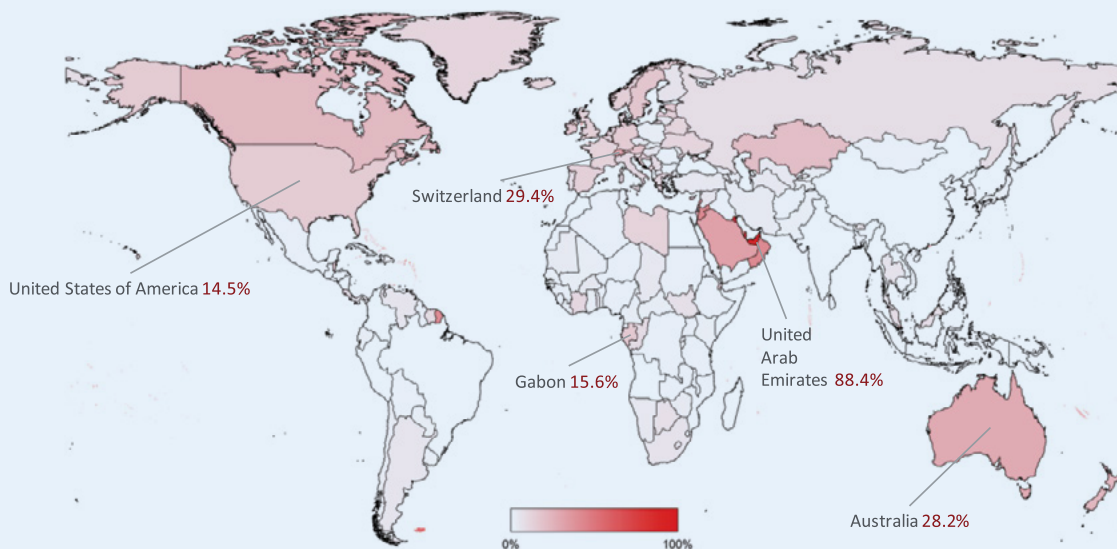 Switzerland 29.4%
United States of America 14.5%
United
Arab
Emirates 88.4%
Gabon 15.6%
Australia 28.2%
0%
100%